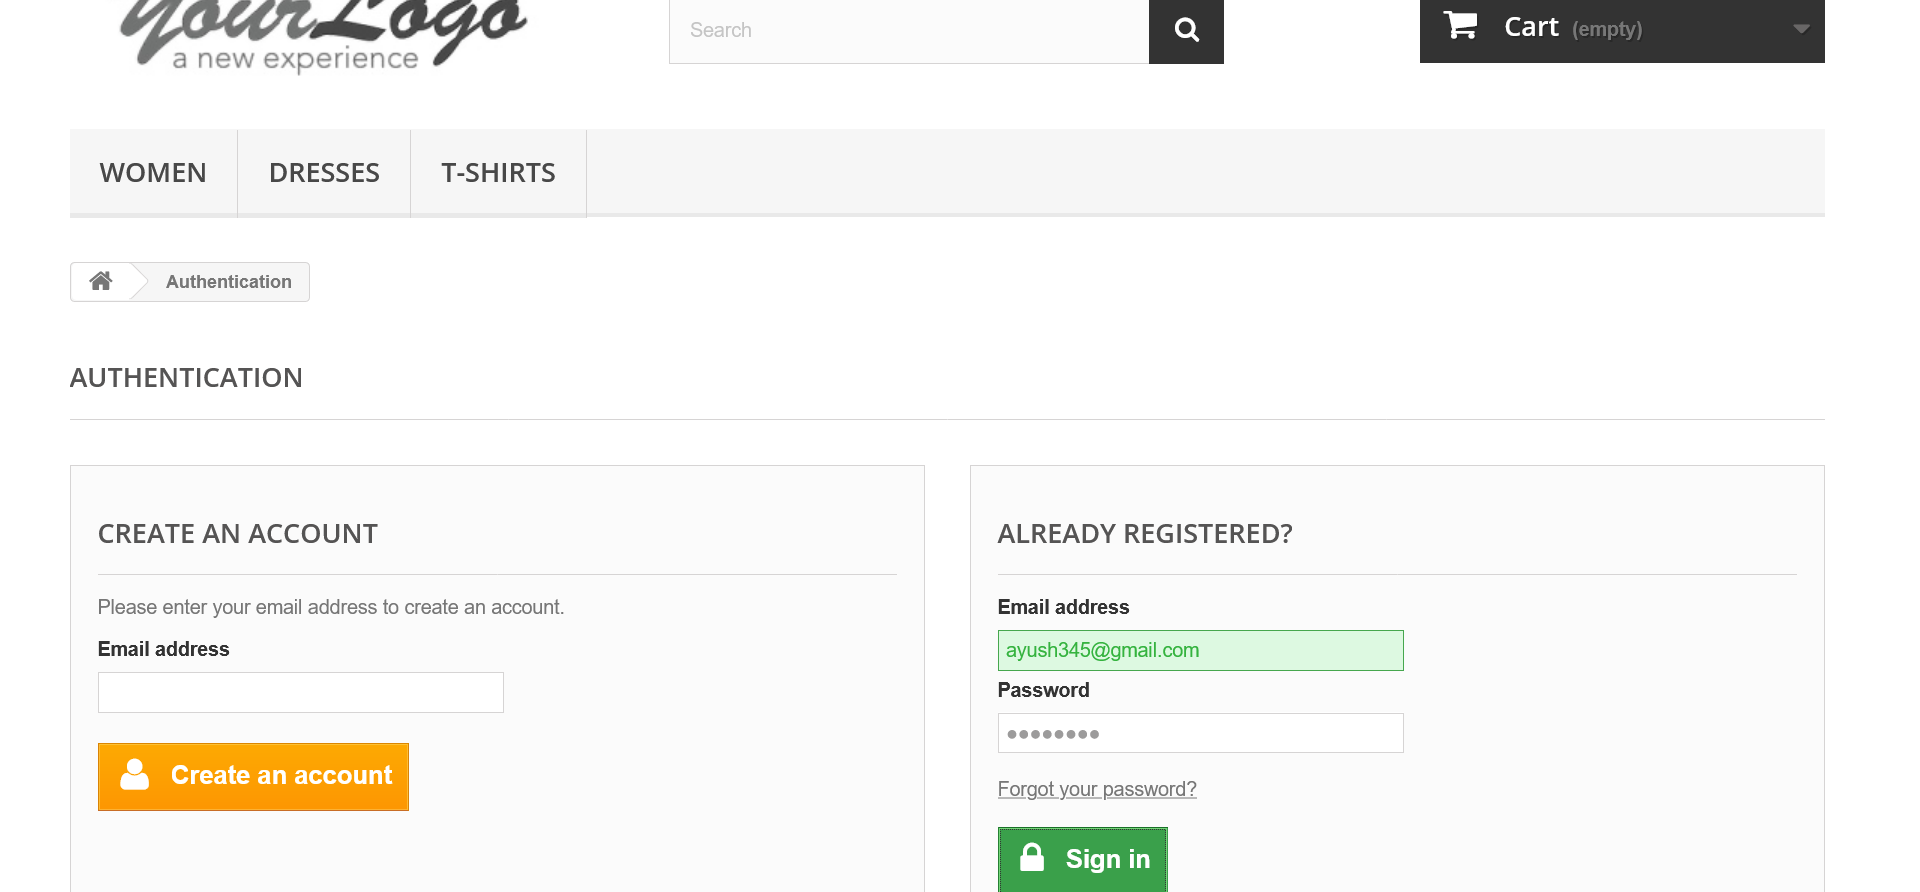 YourLogo
a new experience
Search
Cart (empty)
WOMEN
DRESSES
T-SHIRTS
Authentication
AUTHENTICATION
CREATE AN ACCOUNT
Please enter your email address to create an account.
Email address
Create an account
ALREADY REGISTERED?
Email address
ayush345@gmail.com
Password
Forgot your password?
Sign in